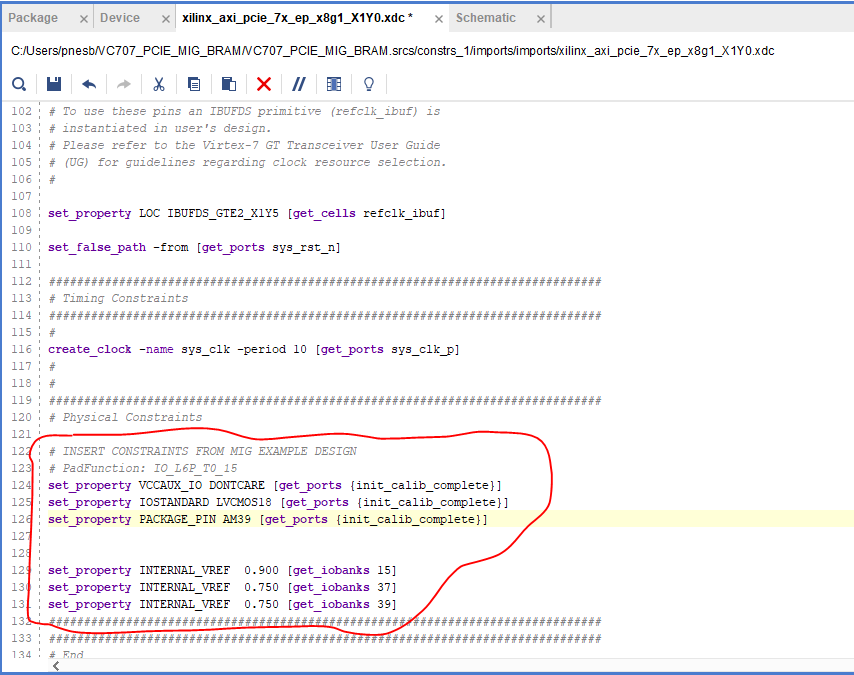 Package × Device × xilinx_axi_pcie_7x_ep_x8g1_X1Y0.xdc * × Schematic ×
C:/Users/pnesb/VC707_PCIE_MIG_BRAM/VC707_PCIE_MIG_BRAM.srcs/constrs_1/imports/imports/xilinx_axi_pcie_7x_ep_x8g1_X1Y0.xdc
102 # To use these pins an IBUFDS primitive (refclk_ibuf) is
103 # instantiated in user's design.
104 # Please refer to the Virtex-7 GT Transceiver User Guide
105 # (UG) for guidelines regarding clock resource selection.
106 #
107
108 set_property LOC IBUFDS_GTE2_X1Y5 [get_cells refclk_ibuf]
109
110 set_false_path -from [get_ports sys_rst_n]
111
112 ###############################################################################
113 # Timing Constraints
114 ###############################################################################
115 #
116 create_clock -name sys_clk -period 10 [get_ports sys_clk_p]
117 #
118 #
119 ###############################################################################
120 # Physical Constraints
121
122 # INSERT CONSTRAINTS FROM MIG EXAMPLE DESIGN
123 # PadFunction: IO_L6P_T0_15
124 set_property VCCAUX_IO DONTCARE [get_ports {init_calib_complete}]
125 set_property IOSTANDARD LVCMOS18 [get_ports {init_calib_complete}]
126 set_property PACKAGE_PIN AM39 [get_ports {init_calib_complete}]
127
128
129 set_property INTERNAL_VREF  0.900 [get_iobanks 15]
130 set_property INTERNAL_VREF  0.750 [get_iobanks 37]
131 set_property INTERNAL_VREF  0.750 [get_iobanks 39]
132 ###############################################################################
133 ###############################################################################
134 # End